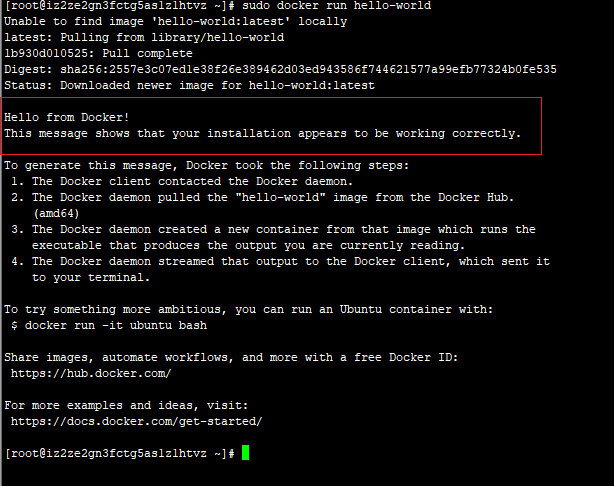 [root@iz2ze2gn3fctg5aslzlhtvz ~]# sudo docker run hello-world
Unable to find image 'hello-world:latest' locally
latest: Pulling from library/hello-world
1b930d010525: Pull complete
Digest: sha256:2557e3c07ed1e38f26e389462d03ed943586f744621577a99efb77324b0fe535
Status: Downloaded newer image for hello-world:latest
Hello from Docker!
This message shows that your installation appears to be working correctly.
To generate this message, Docker took the following steps:
1. The Docker client contacted the Docker daemon.
2. The Docker daemon pulled the "hello-world" image from the Docker Hub.
(amd64)
3. The Docker daemon created a new container from that image which runs the
executable that produces the output you are currently reading.
4. The Docker daemon streamed that output to the Docker client, which sent it
to your terminal.
To try something more ambitious, you can run an Ubuntu container with:
$ docker run -it ubuntu bash
Share images, automate workflows, and more with a free Docker ID:
https://hub.docker.com/
For more examples and ideas, visit:
https://docs.docker.com/get-started/
[root@iz2ze2gn3fctg5aslzlhtvz ~]#